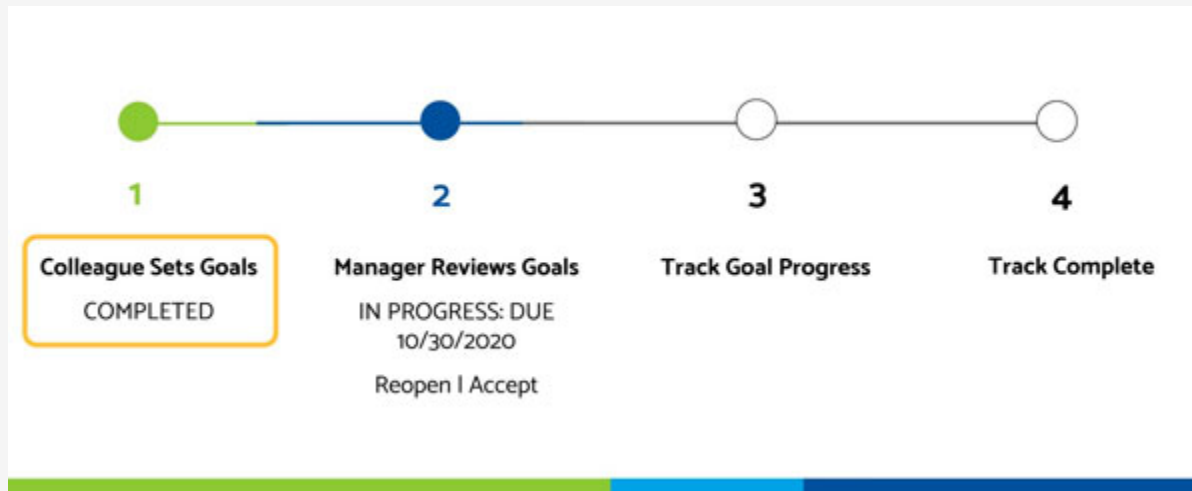 1
2
3
4
Colleague Sets Goals
COMPLETED
Manager Reviews Goals
IN PROGRESS: DUE
10/30/2020
Reopen | Accept
Track Goal Progress
Track Complete